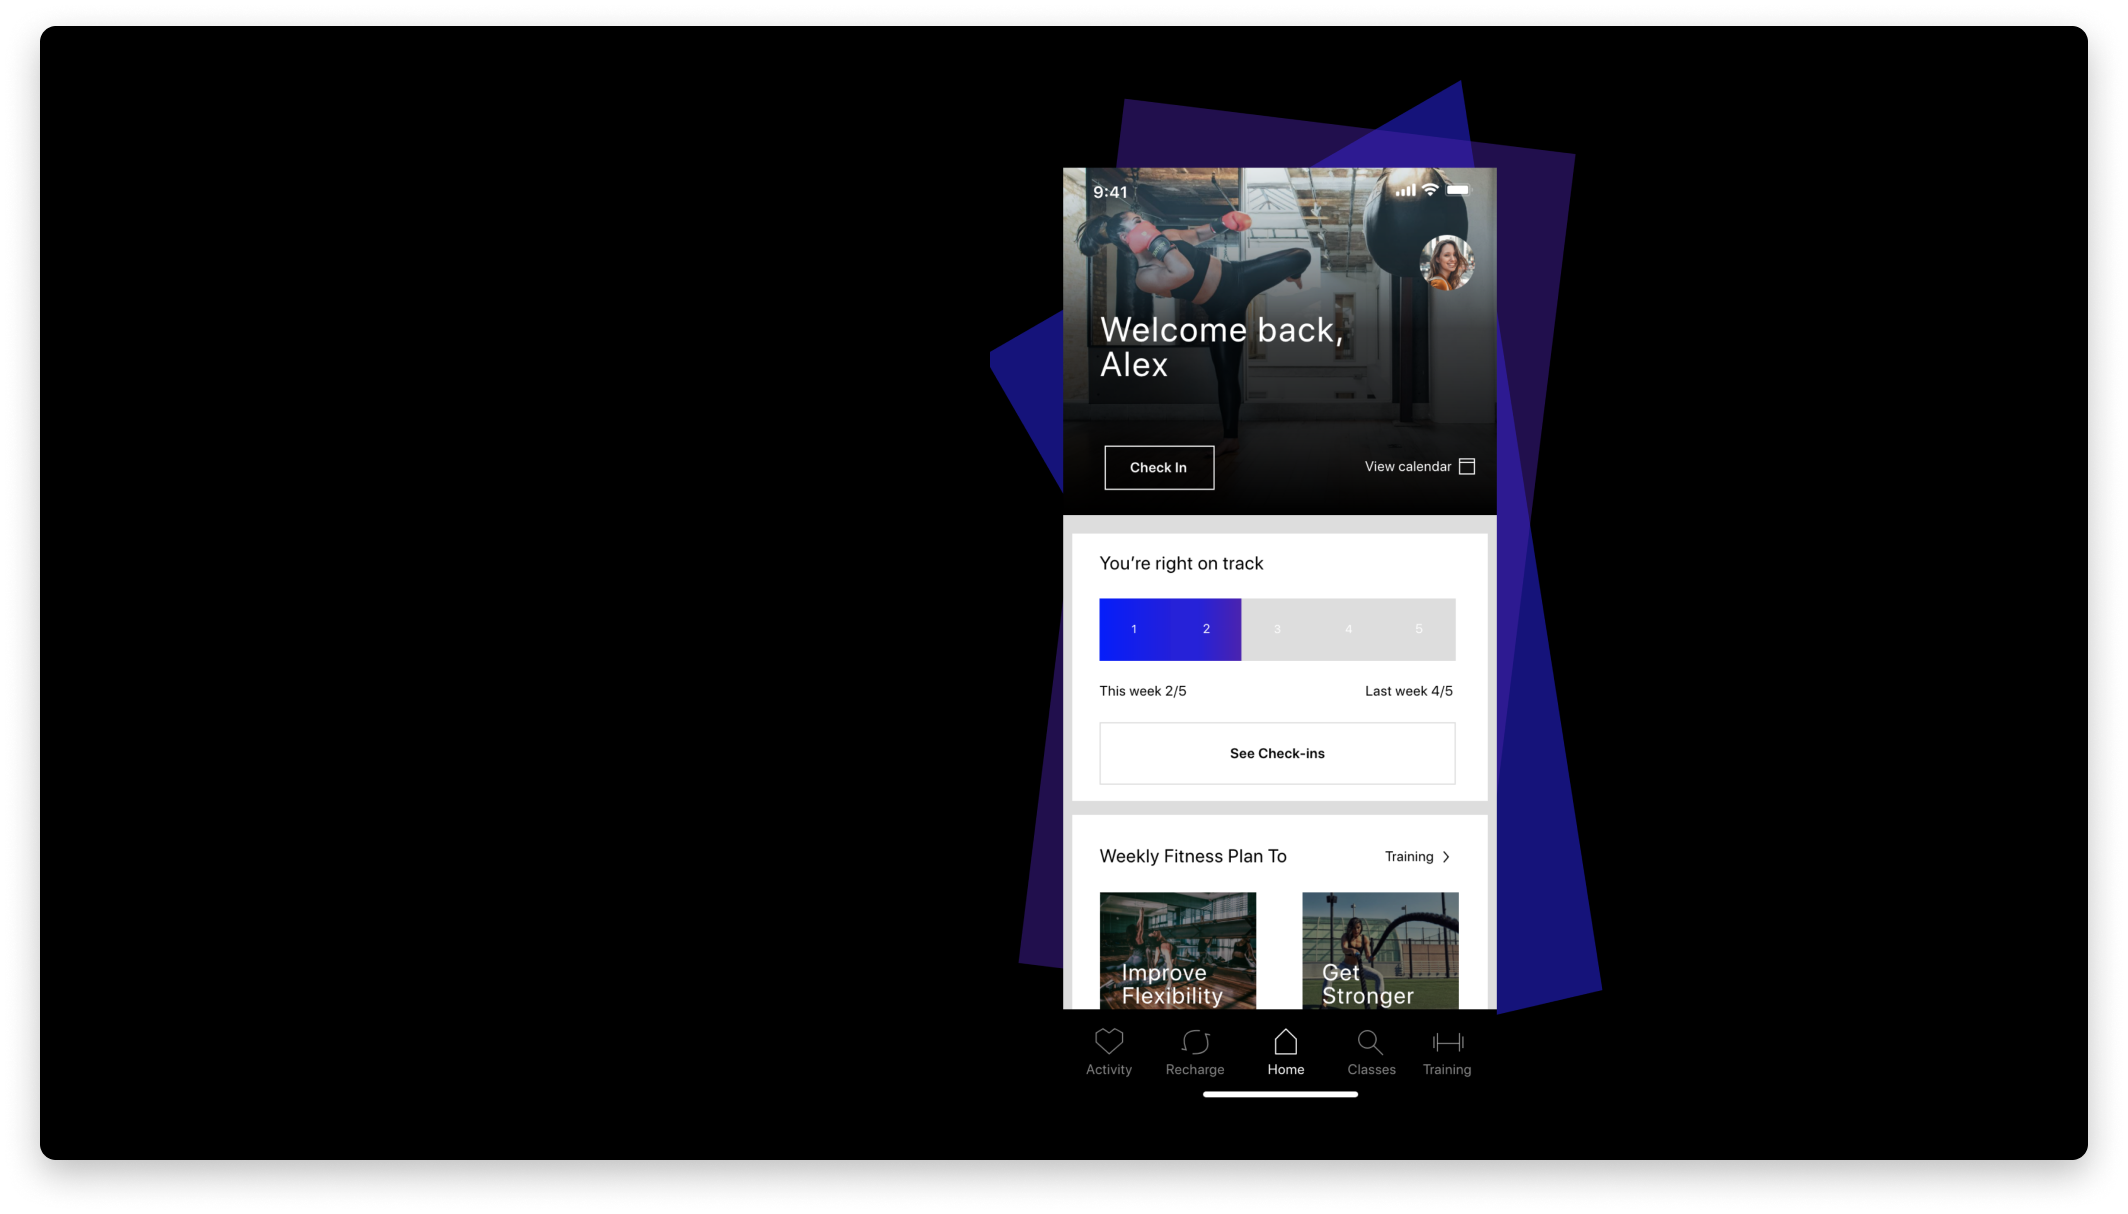 9:41
Welcome back,
Alex
Check In
View calendar
You’re right on track
1 2 3 4 5
This week 2/5
Last week 4/5
See Check-ins
Weekly Fitness Plan To
Training
Improve
Flexibility
Get
Stronger
Activity
Recharge
Home
Classes
Training